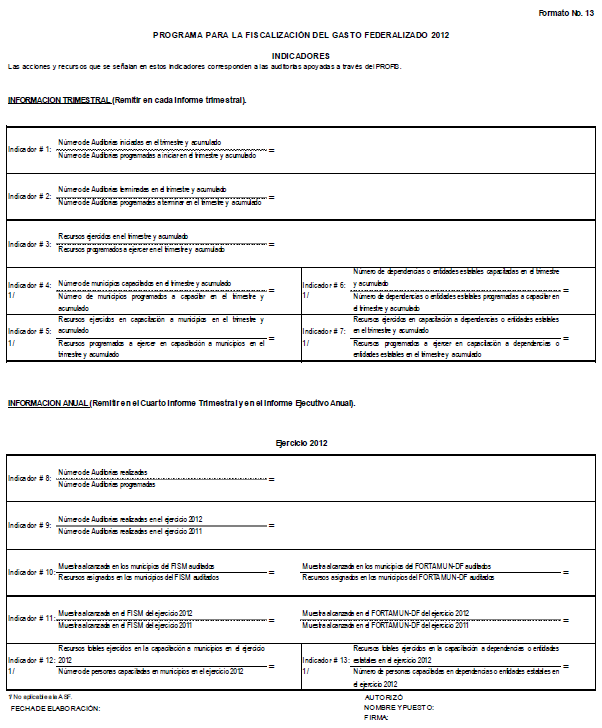 Formato No. 13
PROGRAMA PARA LA FISCALIZACIÓN DEL GASTO FEDERALIZADO 2012
INDICADORES
Las acciones y recursos que se señalan en estos indicadores corresponden a las auditorías apoyadas a través del PROFIS.
INFORMACION TRIMESTRAL (Remitir en cada informe trimestral).
Indicador # 1:
Número de Auditorías iniciadas en el trimestre y acumulado
Número de Auditorías programadas a iniciar en el trimestre y acumulado
=
Indicador # 2:
Número de Auditorías terminadas en el trimestre y acumulado
Número de Auditorías programadas a terminar en el trimestre y acumulado
=
Indicador # 3:
Recursos ejercidos en el trimestre y acumulado
Recursos programados a ejercer en el trimestre y acumulado
=
Indicador # 4:
1/
Número de municipios capacitados en el trimestre y acumulado
Número de municipios programados a capacitar en el trimestre y
acumulado
=
Indicador # 6:
1/
Número de dependencias o entidades estatales capacitadas en el trimestre
y acumulado
Número de dependencias o entidades estatales programadas a capacitar en
el trimestre y acumulado
=
Indicador # 5:
1/
Recursos ejercidos en capacitación a municipios en el trimestre y
acumulado
Recursos programados a ejercer en capacitación a municipios en el
trimestre y acumulado
=
Indicador # 7:
1/
Recursos ejercidos en capacitación a dependencias o entidades estatales
en el trimestre y acumulado
Recursos programados a ejercer en capacitación a dependencias o
entidades estatales en el trimestre y acumulado
=
INFORMACION ANUAL (Remitir en el Cuarto Informe Trimestral y en el Informe Ejecutivo Anual).
Ejercicio 2012
Indicador # 8:
Número de Auditorías realizadas
Número de Auditorías programadas
=
Indicador # 9:
Número de Auditorías realizadas en el ejercicio 2012
Número de Auditorías realizadas en el ejercicio 2011
=
Indicador # 10:
Muestra alcanzada en los municipios del FISM auditados
Recursos asignados en los municipios del FISM auditados
=
Muestra alcanzada en los municipios del FORTAMUN-DF auditados
Recursos asignados en los municipios del FORTAMUN-DF auditados
=
Indicador # 11:
Muestra alcanzada en el FISM del ejercicio 2012
Muestra alcanzada en el FISM del ejercicio 2011
=
Muestra alcanzada en el FORTAMUN-DF del ejercicio 2012
Muestra alcanzada en el FORTAMUN-DF del ejercicio 2011
=
Indicador # 12:
1/
Recursos totales ejercidos en la capacitación a municipios en el ejercicio
2012
Número de personas capacitadas en municipios en el ejercicio 2012
=
Indicador # 13:
1/
Recursos totales ejercidos en la capacitación a dependencias o entidades
estatales en el ejercicio 2012
Número de personas capacitadas en dependencias o entidades estatales en
el ejercicio 2012
=
1/ No aplicable a la ASF.
FECHA DE ELABORACIÓN:
AUTORIZÓ
NOMBRE Y PUESTO:
FIRMA: